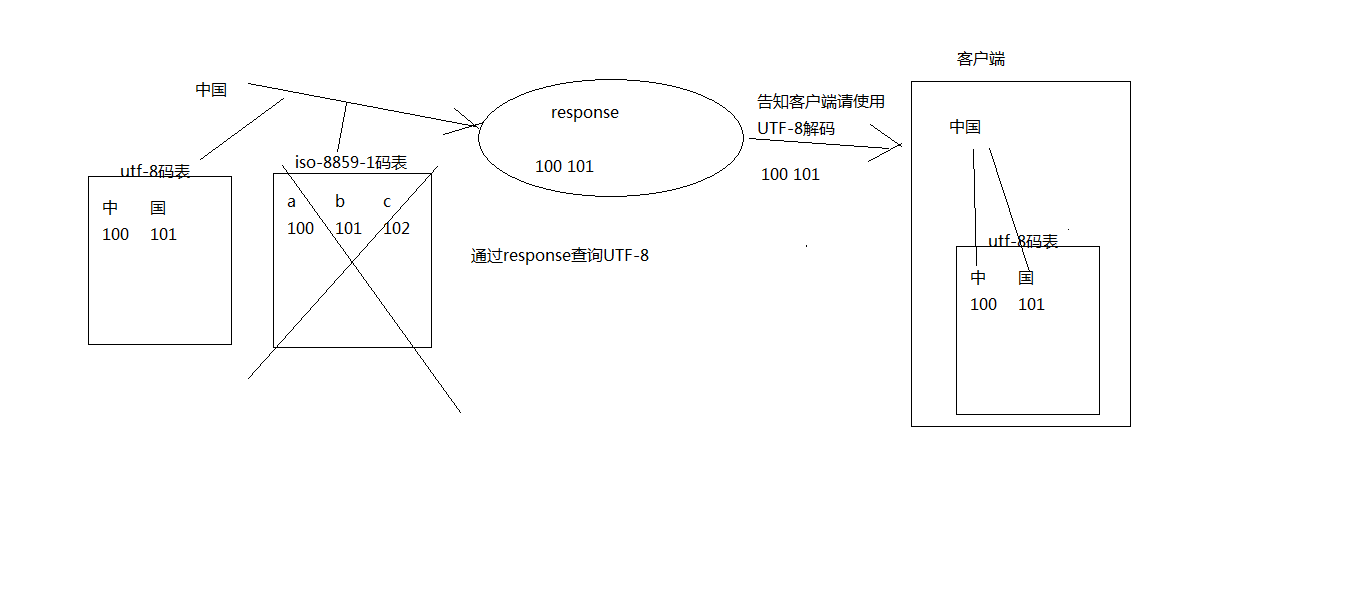 中国
utf-8码表
中 国
100 101
iso-8859-1码表
a b c
100 101 102
response
100 101
通过response查询UTF-8
告知客户端请使用
UTF-8解码
100 101
客户端
中国
utf-8码表
中 国
100 101